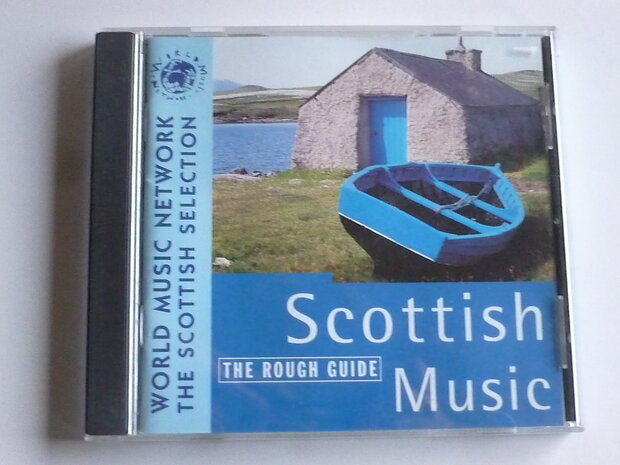 WORLD MUSIC NETWORK
THE SCOTTISH SELECTION
Scottish
THE ROUGH GUIDE
Music